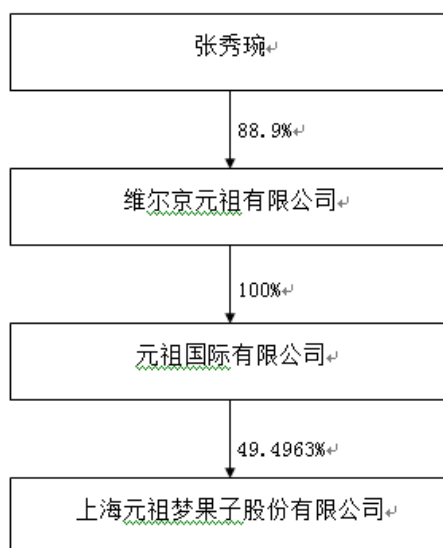 张秀琬
88.9%
维尔京元祖有限公司
100%
元祖国际有限公司
49.4963%
上海元祖梦果子股份有限公司